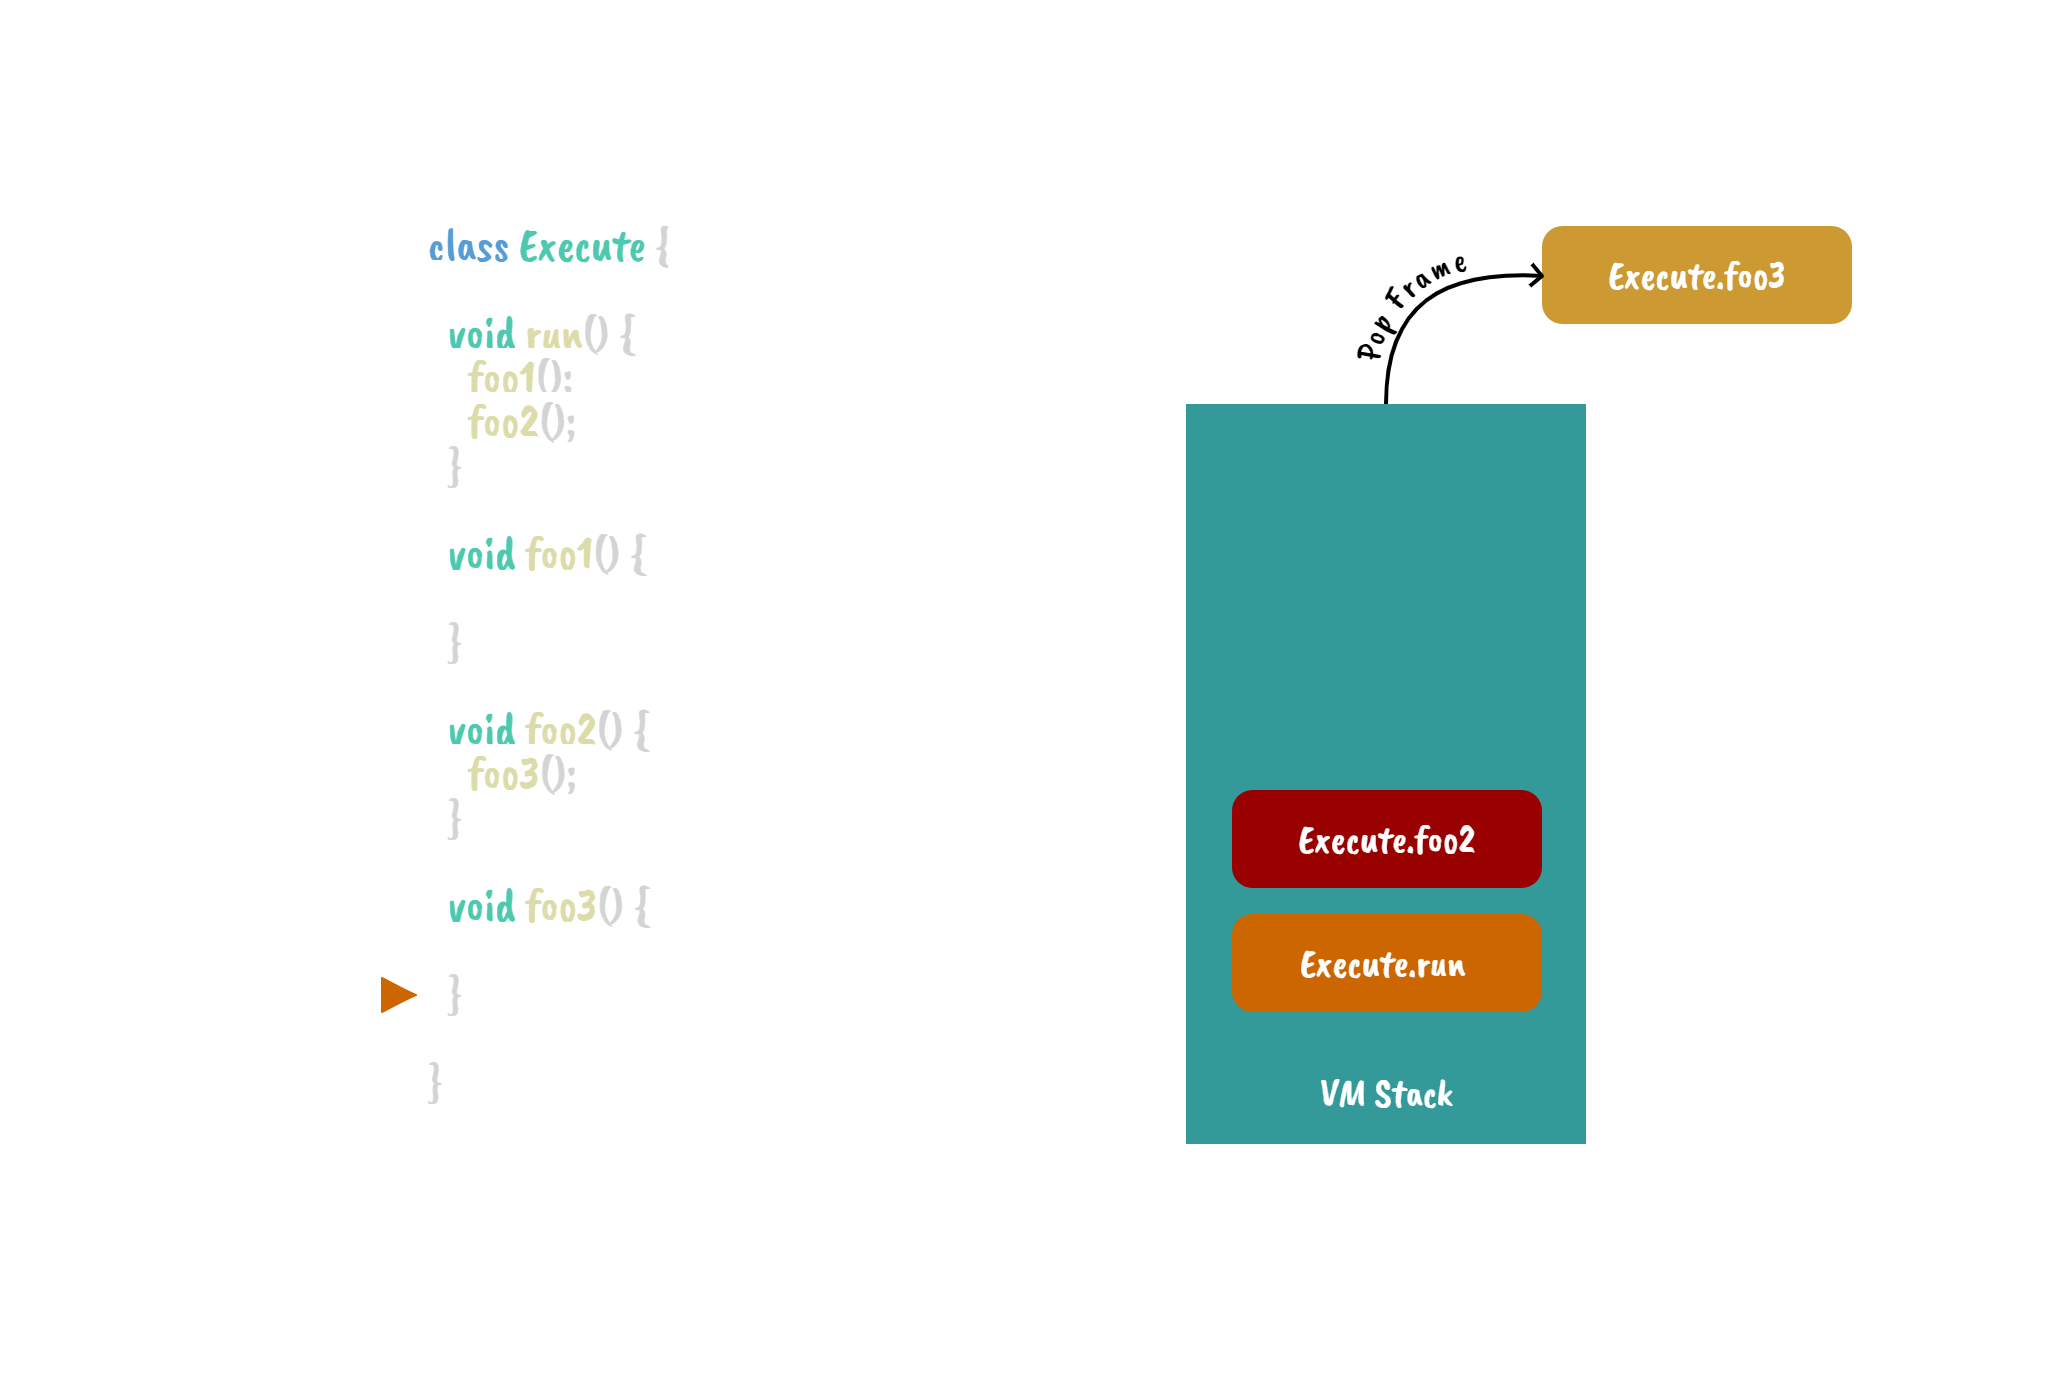 class Execute {
void run() {
foo1();
foo2();
}
void foo1() {
}
void foo2() {
foo3();
}
void foo3() {
}
}
Pop Frame
Execute.foo3
Execute.foo2
Execute.run
VM Stack